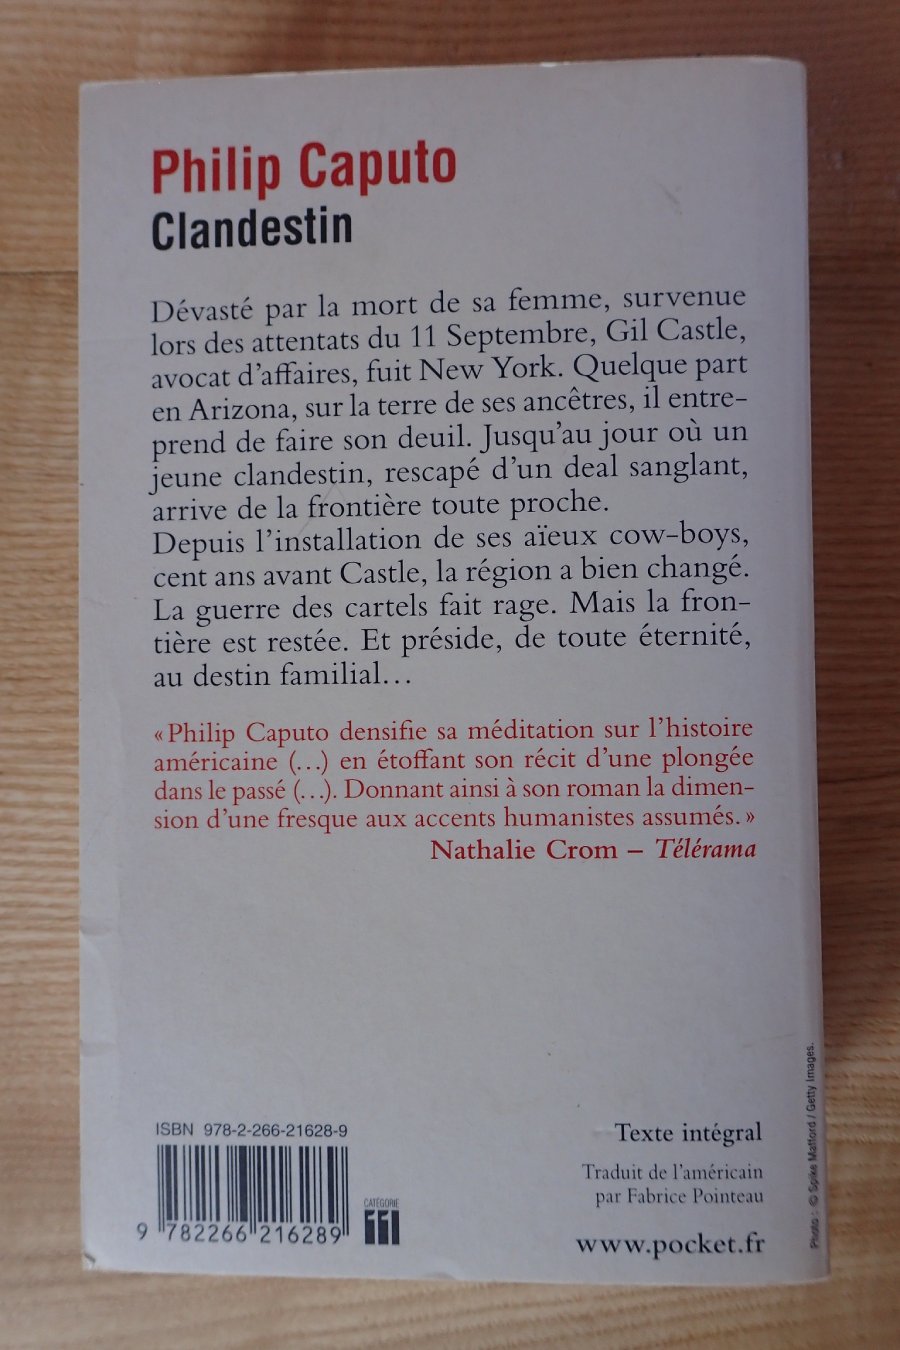 Philip Caputo
Clandestin
Dévasté par la mort de sa femme, survenue
lors des attentats du 11 Septembre, Gil Castle,
avocat d'affaires, fuit New York. Quelque part
en Arizona, sur la terre de ses ancêtres, il entre-
prend de faire son deuil. Jusqu'au jour où un
jeune clandestin, rescapé d'un deal sanglant,
arrive de la frontière toute proche.
Depuis l'installation de ses aïeux cow-boys,
cent ans avant Castle, la région a bien changé.
La guerre des cartels fait rage. Mais la fron-
tière est restée. Et préside, de toute éternité,
au destin familial…
« Philip Caputo densifie sa méditation sur l'histoire
américaine (…) en étoffant son récit d'une plongée
dans le passé (…). Donnant ainsi à son roman la dimen-
sion d'une fresque aux accents humanistes assumés. »
Nathalie Crom – Télérama
ISBN 978-2-266-21628-9
9 782266 216289
CATÉGORIE
11
Texte intégral
Traduit de l'américain
par Fabrice Pointeau
www.pocket.fr
Photo : © Spike Mafford / Getty Images.